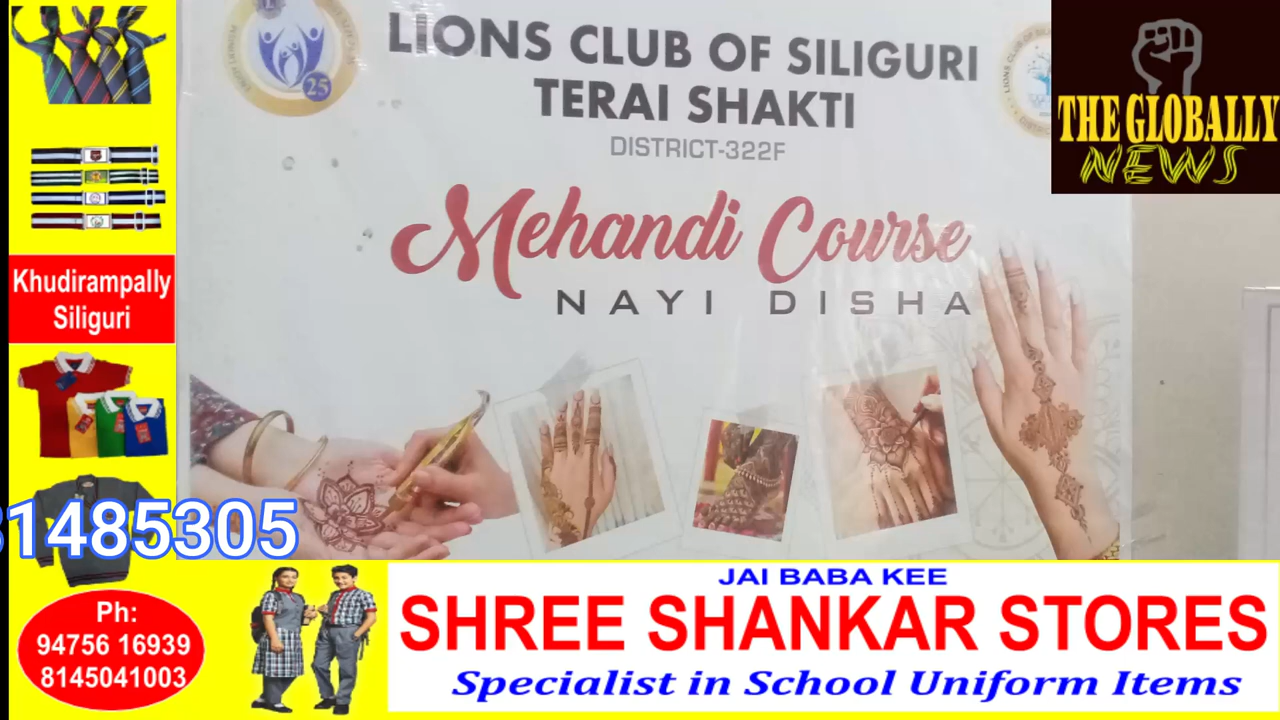 LIONS CLUB OF SILIGURI
TERAI SHAKTI
DISTRICT-322F
Mehandi Course
NAYI DISHA
25
THE GLOBALLY
NEWS
Khudirampally
Siliguri
1485305
Ph:
94756 16939
8145041003
JAI BABA KEE
SHREE SHANKAR STORES
Specialist in School Uniform Items